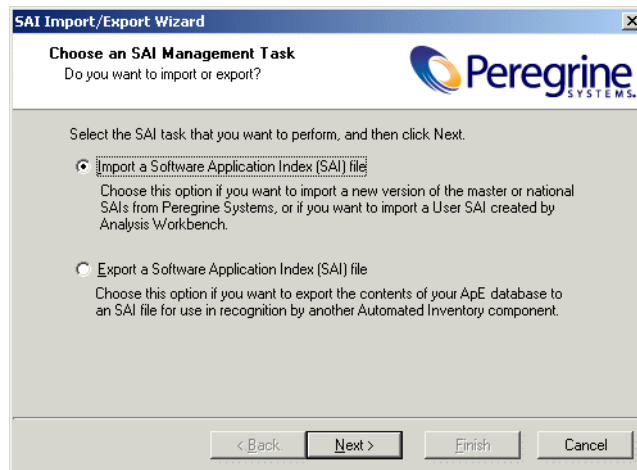 SAI Import/Export Wizard
Choose an SAI Management Task
Do you want to import or export?
Peregrine
SYSTEMS
Select the SAI task that you want to perform, and then click Next.
Import a Software Application Index (SAI) file
Choose this option if you want to import a new version of the master or national
SAIs from Peregrine Systems, or if you want to import a User SAI created by
Analysis Workbench.
Export a Software Application Index (SAI) file
Choose this option if you want to export the contents of your ApE database to
an SAI file for use in recognition by another Automated Inventory component.
< Back
Next >
Finish
Cancel